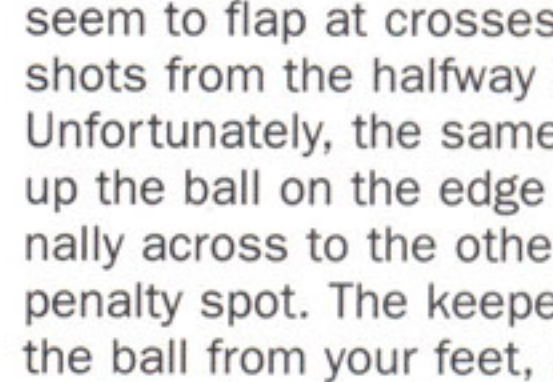 seem to flap at crosses
shots from the halfway
Unfortunately, the same
up the ball on the edge
nally across to the othe
penalty spot. The keepe
the ball from your feet,